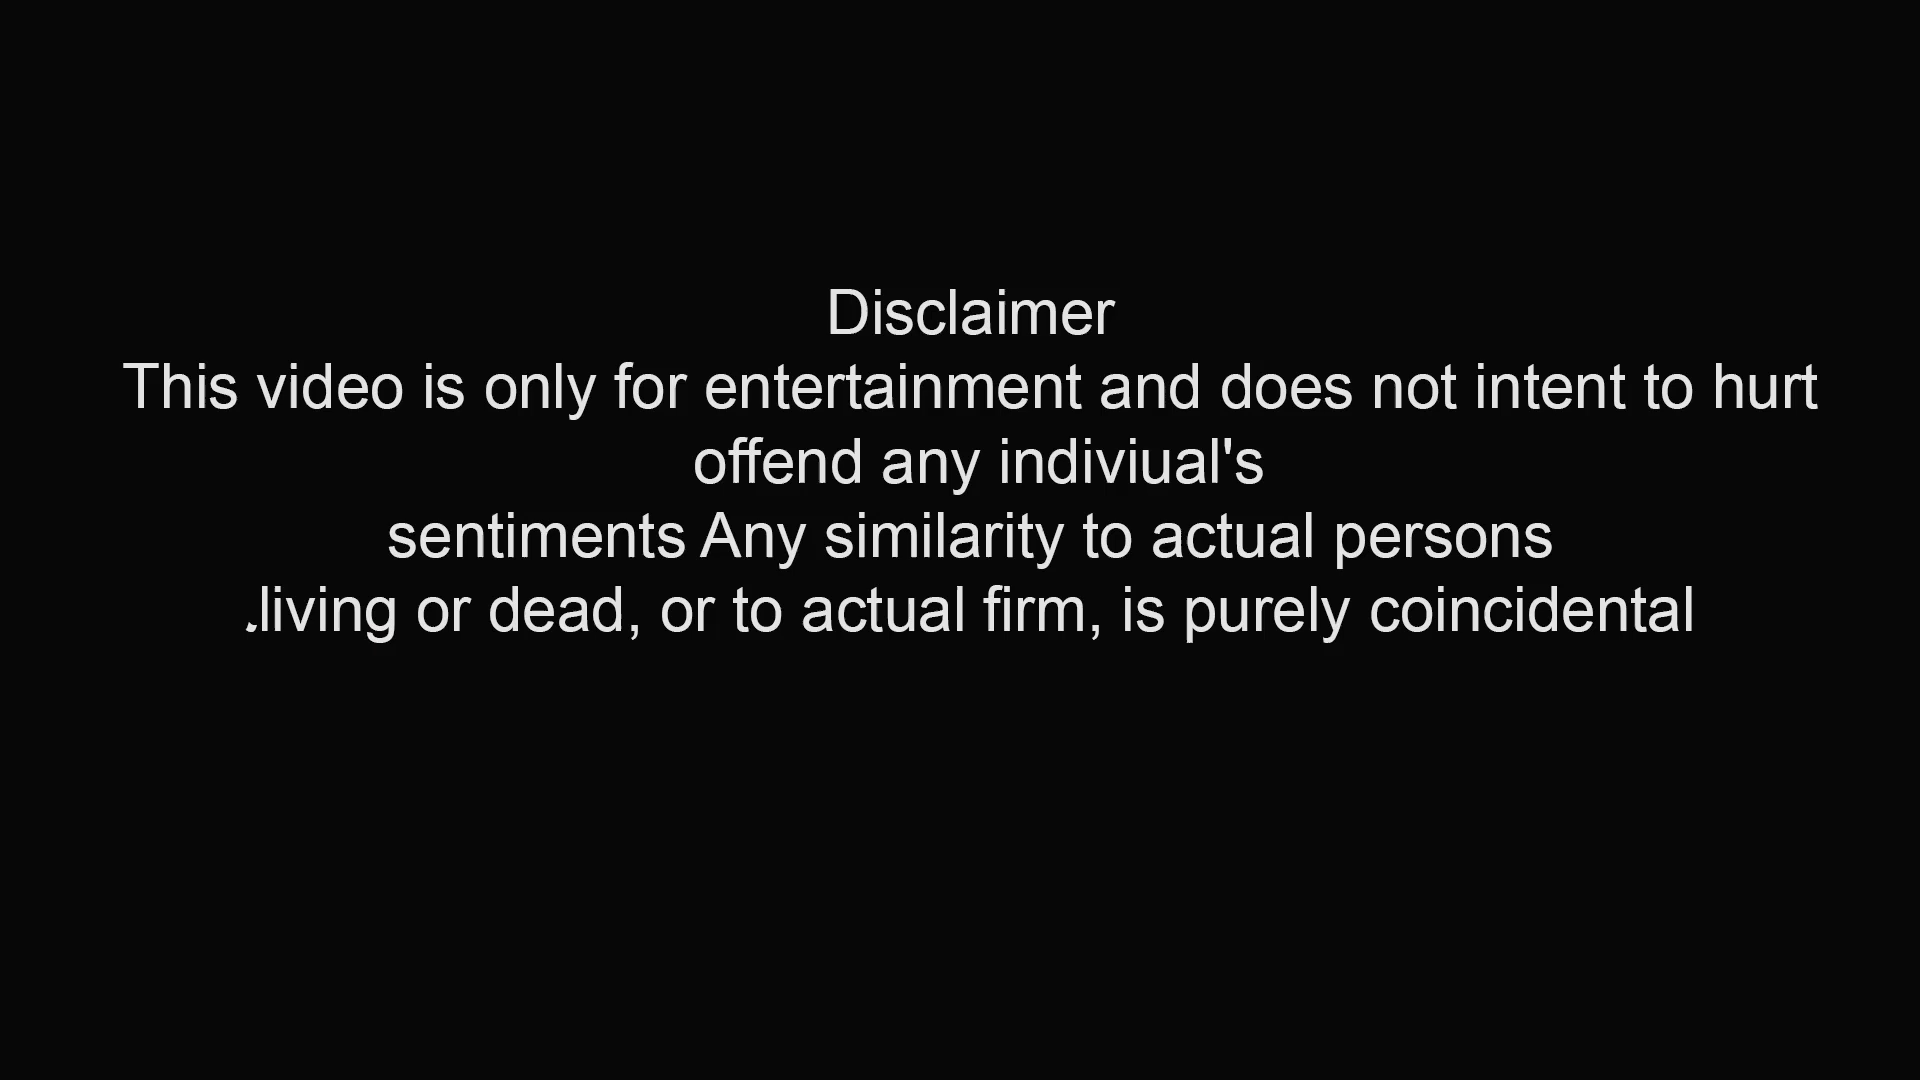 Disclaimer
This video is only for entertainment and does not intent to hurt
offend any indiviual's
sentiments Any similarity to actual persons
.living or dead, or to actual firm, is purely coincidental